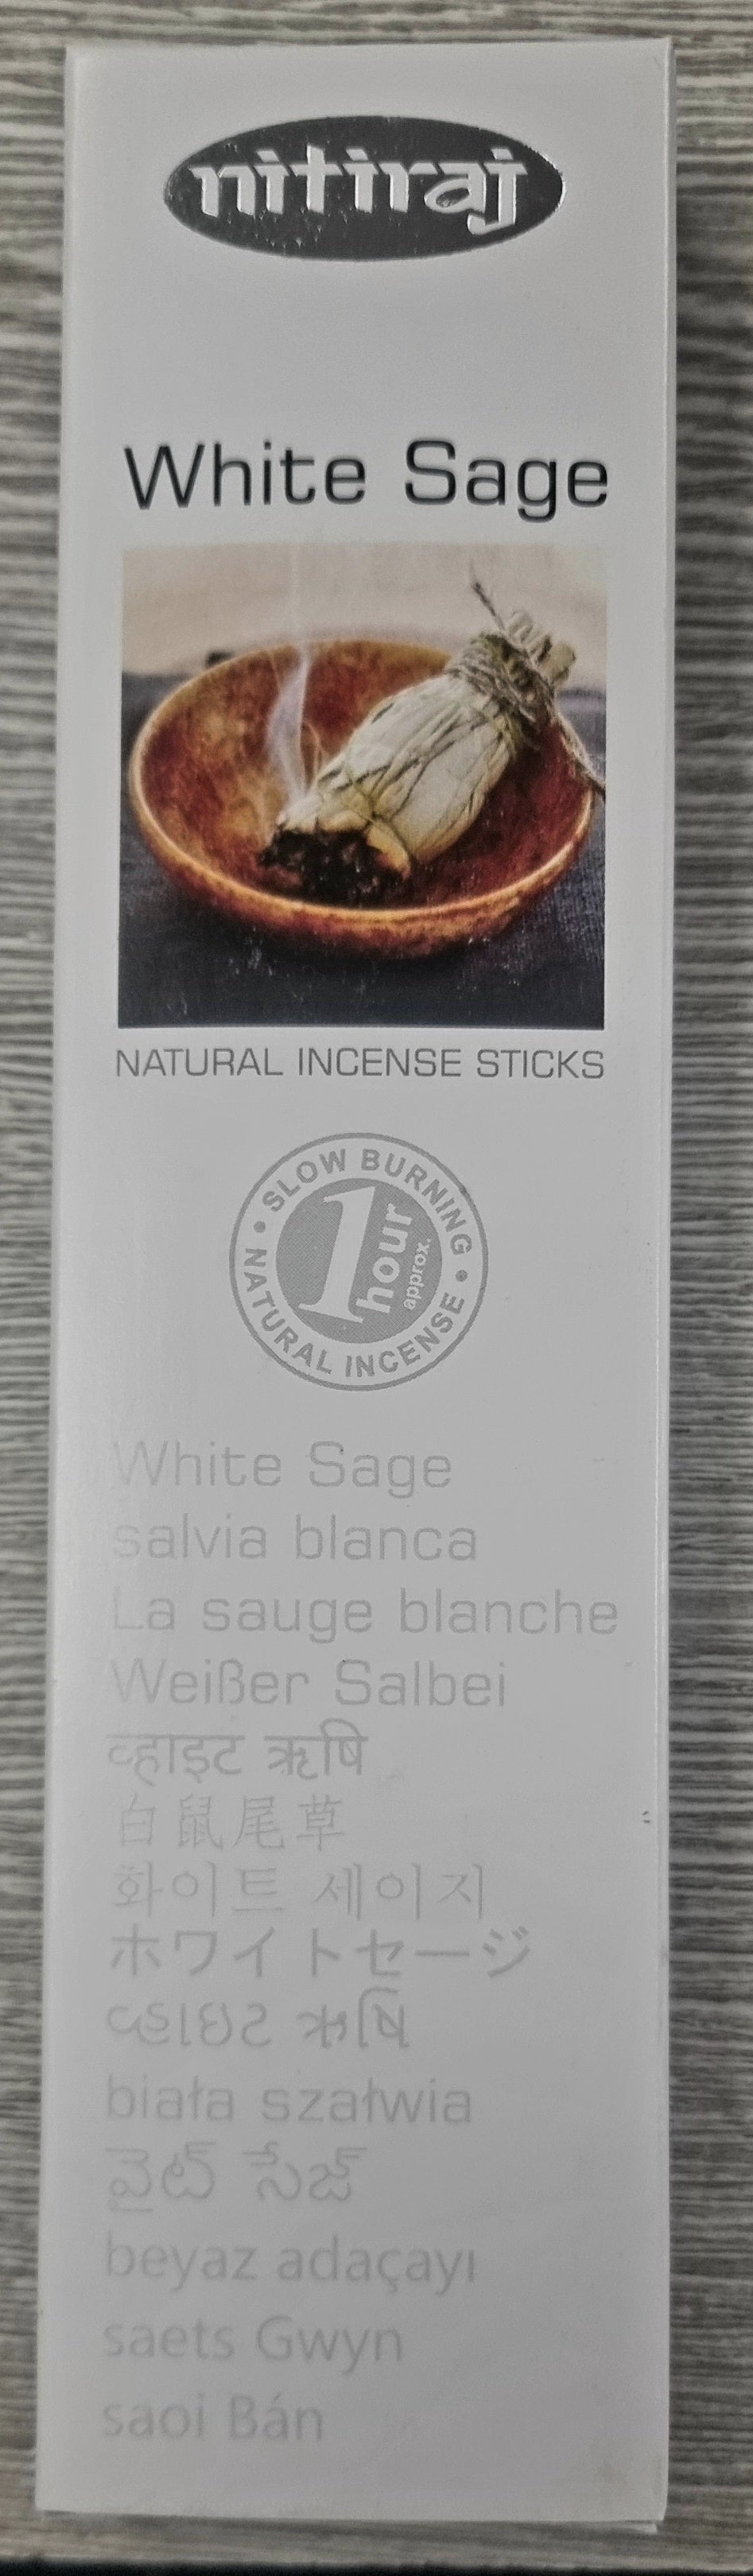 nitiraj
White Sage
NATURAL INCENSE STICKS
• SLOW BURNING •
NATURAL INCENSE
1 hour approx.
White Sage
salvia blanca
La sauge blanche
Weißer Salbei
व्हाइट ऋषि
白鼠尾草
화이트 세이지
ホワイトセージ
વ્હાઇટ ઋષિ
biała szałwia
వైట్ సేజ్
beyaz adaçayı
saets Gwyn
saoi Bán